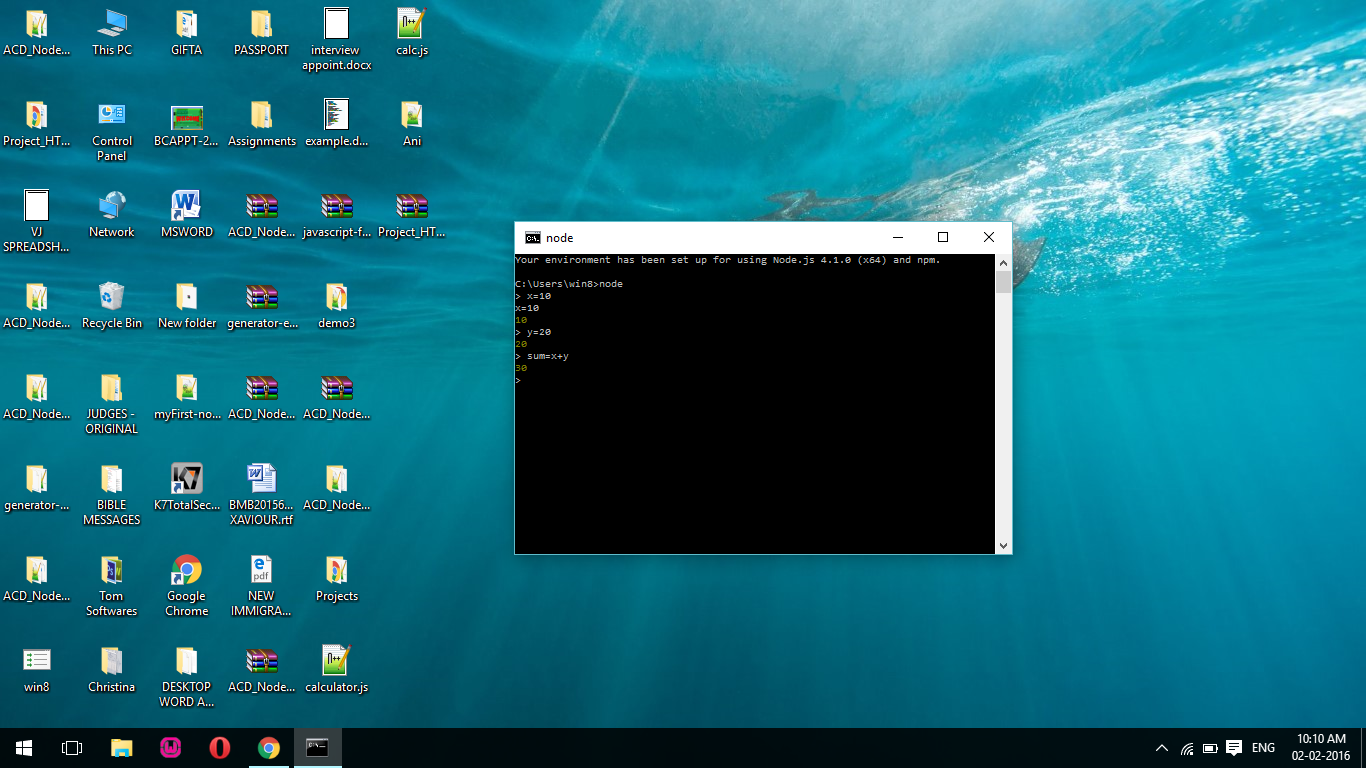 ACD_Node...
This PC
GIFTA
PASSPORT
interview
appoint.docx
calc.js
Project_HT...
Control
Panel
BCAPPT-2...
Assignments
example.d...
Ani
VJ
SPREADSH...
Network
MSWORD
ACD_Node...
javascript-f...
Project_HT...
ACD_Node...
Recycle Bin
New folder
generator-e...
demo3
ACD_Node...
JUDGES -
ORIGINAL
myFirst-no...
ACD_Node...
ACD_Node...
generator-...
BIBLE
MESSAGES
K7TotalSec...
BMB20156...
XAVIOUR.rtf
ACD_Node...
ACD_Node...
Tom
Softwares
Google
Chrome
NEW
IMMIGRA...
Projects
win8
Christina
DESKTOP
WORD A...
ACD_Node...
calculator.js
node
Your environment has been set up for using Node.js 4.1.0 (x64) and npm.
C:\Users\win8>node
> x=10
x=10
10
> y=20
20
> sum=x+y
30
>
ENG
10:10 AM
02-02-2016